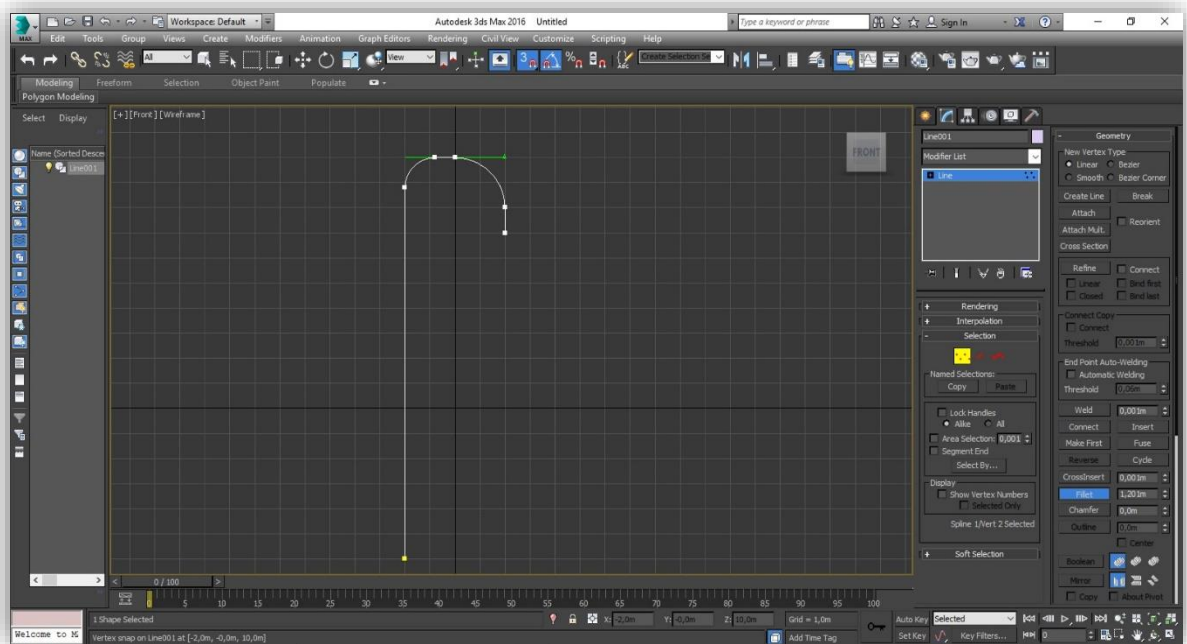 MAX
Workspace: Default
Autodesk 3ds Max 2016 Untitled
Type a keyword or phrase
Sign In
Edit Tools Group Views Create Modifiers Animation Graph Editors Rendering Civil View Customize Scripting Help
All
View
3
Create Selection Se
Modeling Freeform Selection Object Paint Populate
Polygon Modeling
Select Display
Name (Sorted Descen
Line001
[+] [Front] [Wireframe]
FRONT
Line001
Modifier List
Line
+ Rendering
+ Interpolation
- Selection
Named Selections:
Copy Paste
Lock Handles
Alike All
Area Selection: 0,001
Segment End
Select By...
Display
Show Vertex Numbers
Selected Only
Spline 1/Vert 2 Selected
+ Soft Selection
- Geometry
New Vertex Type
Linear Bezier
Smooth Bezier Corner
Create Line Break
Attach
Reorient
Attach Mult.
Cross Section
Refine Connect
Linear Bind first
Closed Bind last
Connect Copy
Connect
Threshold 0,001m
End Point Auto-Welding
Automatic Welding
Threshold 0,06m
Weld 0,001m
Connect Insert
Make First Fuse
Reverse Cycle
CrossInsert 0,001m
Fillet 1,201m
Chamfer 0,0m
Outline 0,0m
Center
Boolean
Mirror
Copy About Pivot
< 0 / 100 >
0 5 10 15 20 25 30 35 40 45 50 55 60 65 70 75 80 85 90 95 100
1 Shape Selected
X: -2,0m Y: -0,0m Z: 10,0m Grid = 1,0m
Auto Key Selected
Welcome to M
Vertex snap on Line001 at [-2,0m, -0,0m, 10,0m]
Add Time Tag
Set Key Key Filters... 0